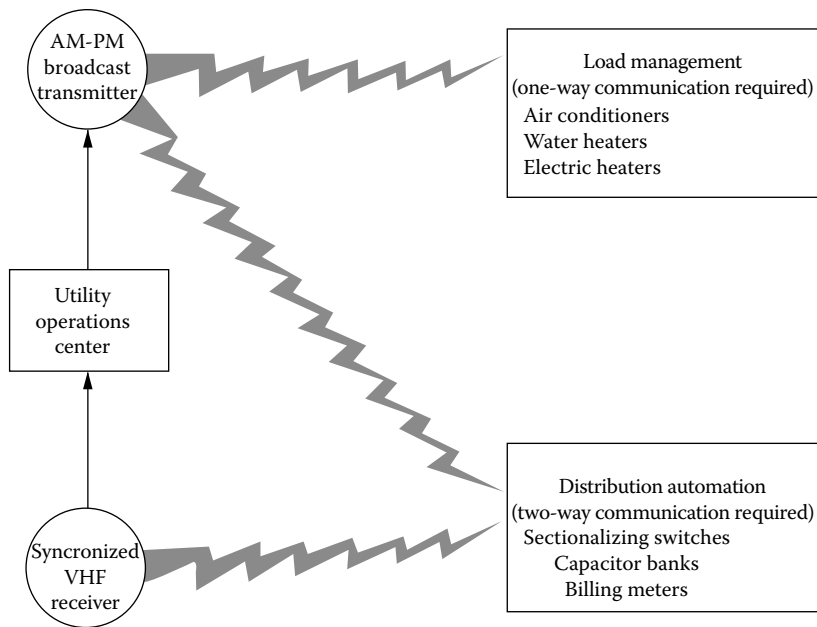 AM-PM
broadcast
transmitter
Load management
(one-way communication required)
Air conditioners
Water heaters
Electric heaters
Utility
operations
center
Distribution automation
(two-way communication required)
Sectionalizing switches
Capacitor banks
Billing meters
Syncronized
VHF
receiver